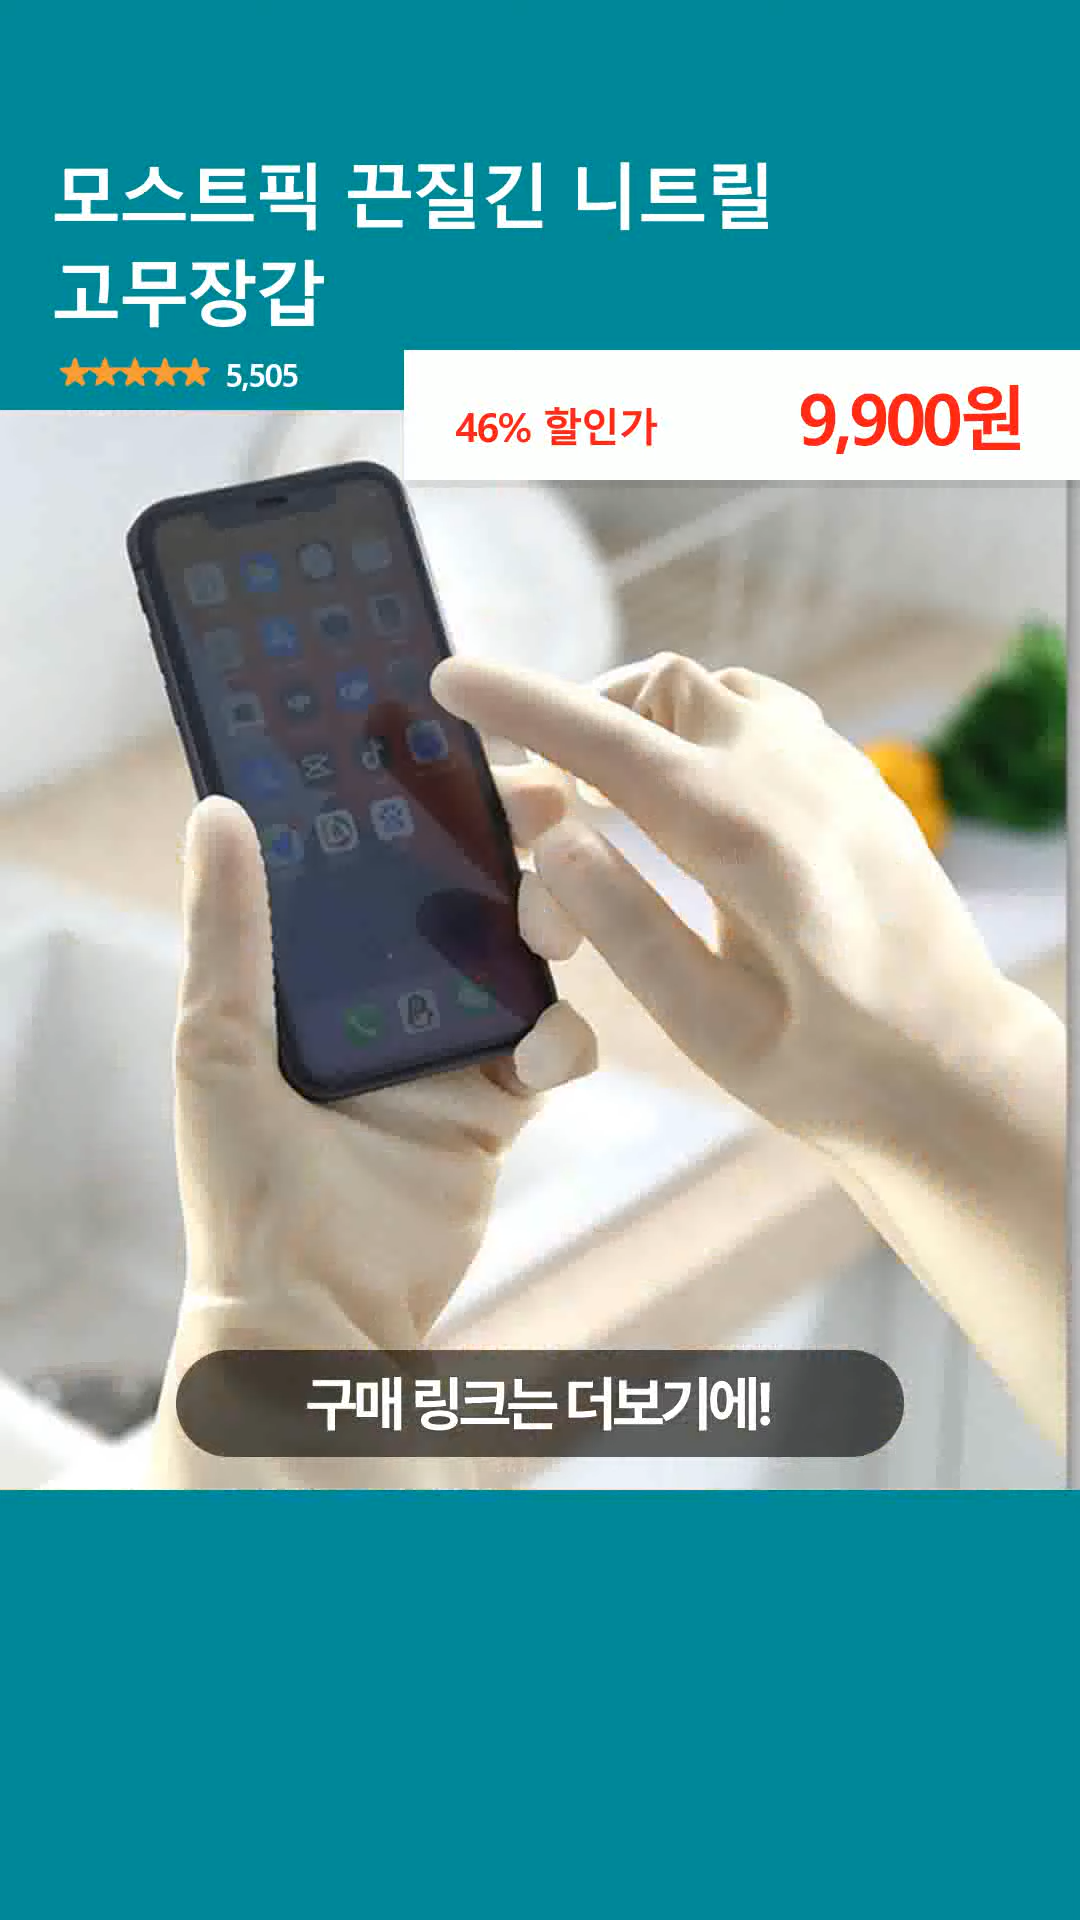 모스트픽 끈질긴 니트릴
고무장갑
5,505
46% 할인가
9,900원
구매 링크는 더보기에!